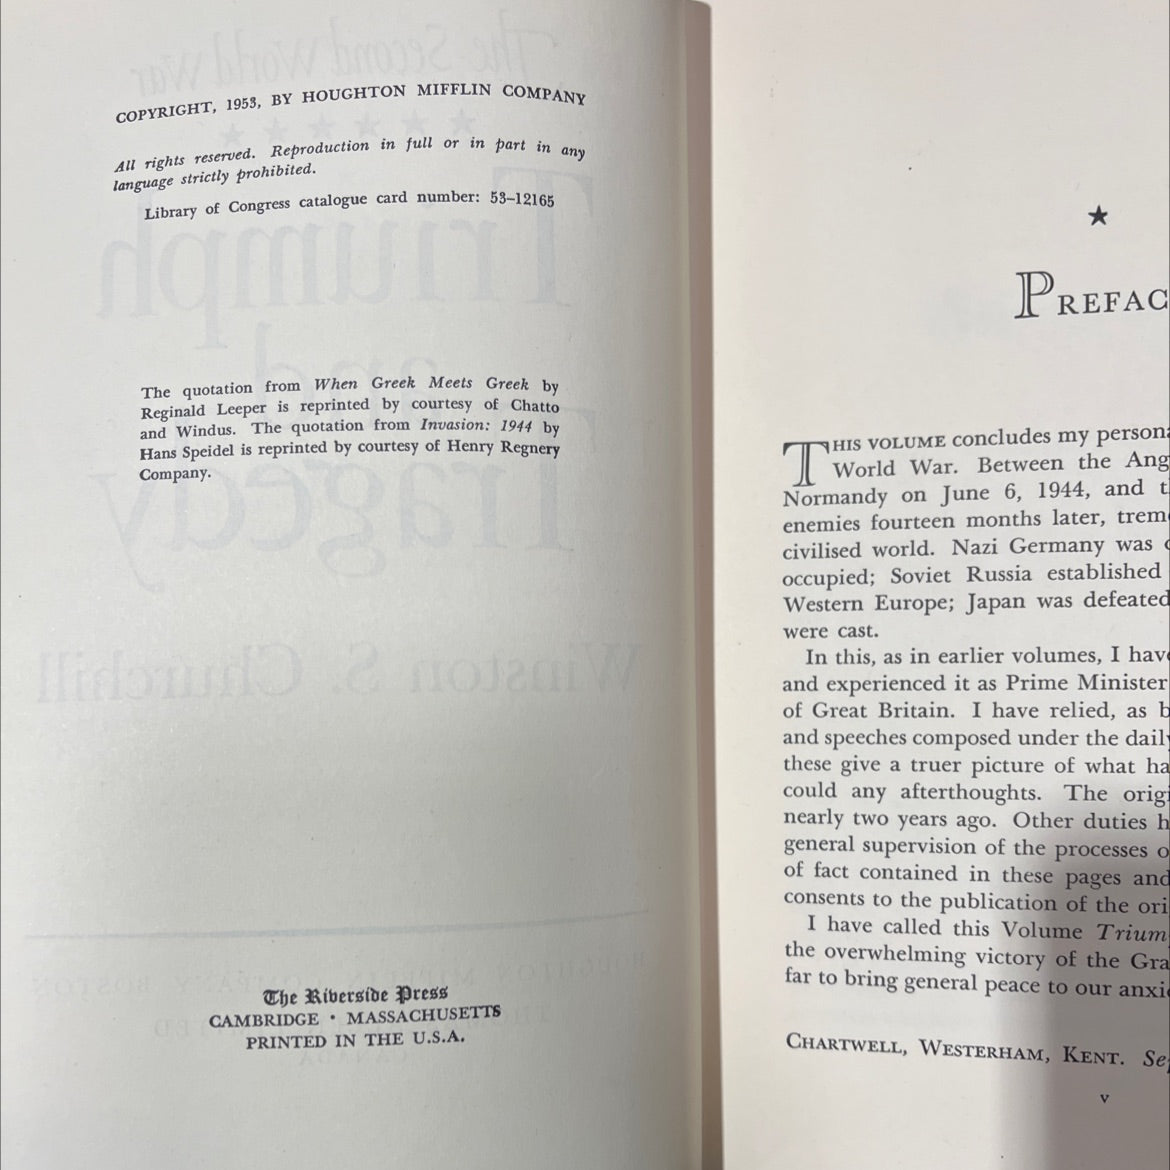 COPYRIGHT, 1953, BY HOUGHTON MIFFLIN COMPANY
All rights reserved. Reproduction in full or in part in any
language strictly prohibited.
Library of Congress catalogue card number: 53–12165
The quotation from When Greek Meets Greek by
Reginald Leeper is reprinted by courtesy of Chatto
and Windus. The quotation from Invasion: 1944 by
Hans Speidel is reprinted by courtesy of Henry Regnery
Company.
The Riverside Press
CAMBRIDGE • MASSACHUSETTS
PRINTED IN THE U.S.A.
★
PREFAC
THIS VOLUME concludes my person
World War. Between the Ang
Normandy on June 6, 1944, and t
enemies fourteen months later, trem
civilised world. Nazi Germany was
occupied; Soviet Russia established
Western Europe; Japan was defeated
were cast.
In this, as in earlier volumes, I hav
and experienced it as Prime Minister
of Great Britain. I have relied, as b
and speeches composed under the daily
these give a truer picture of what ha
could any afterthoughts. The orig
nearly two years ago. Other duties h
general supervision of the processes o
of fact contained in these pages and
consents to the publication of the ori
I have called this Volume Trium
the overwhelming victory of the Gra
far to bring general peace to our anxi
CHARTWELL, WESTERHAM, KENT. Se
v